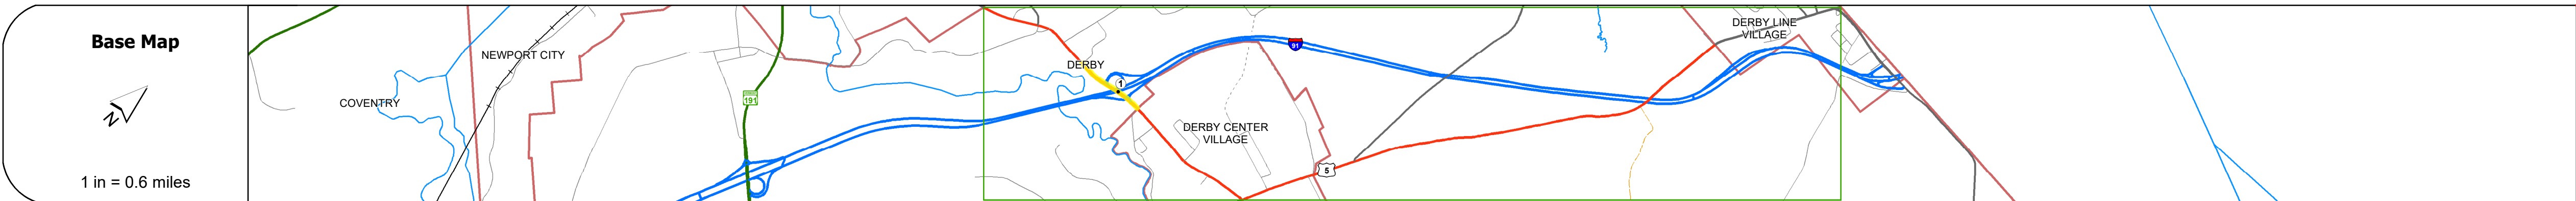 Base Map
N
1 in = 0.6 miles
COVENTRY
NEWPORT CITY
191
DERBY
1
91
DERBY CENTER
VILLAGE
5
DERBY LINE
VILLAGE